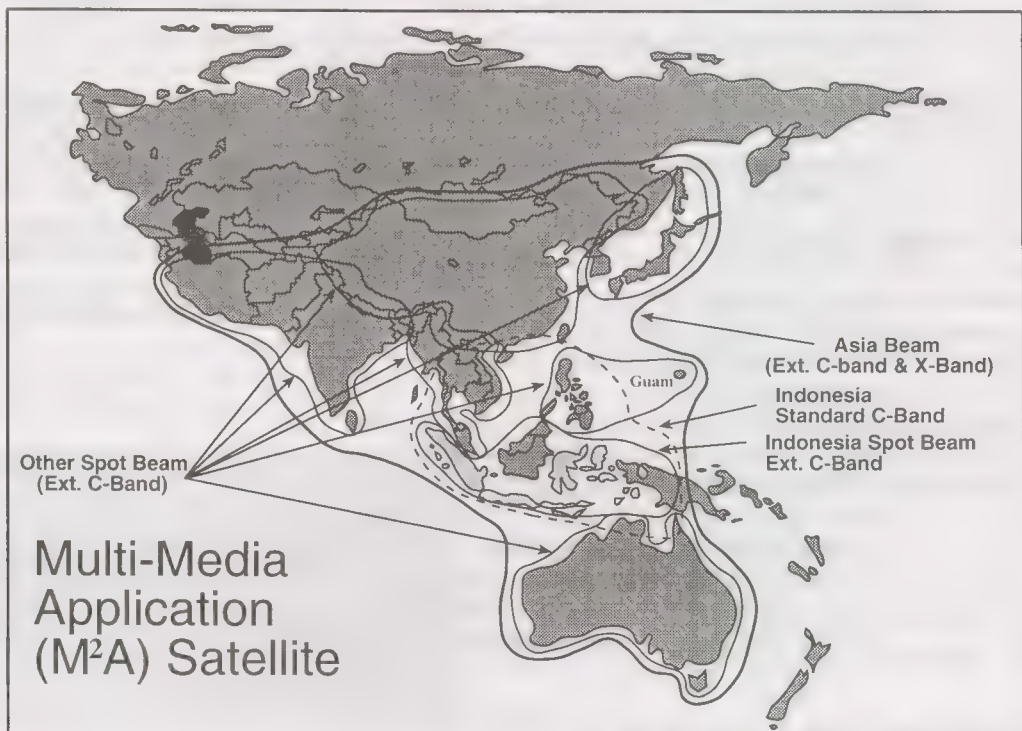 Guam
Asia Beam
(Ext. C-band & X-Band)
Indonesia
Standard C-Band
Indonesia Spot Beam
Ext. C-Band
Other Spot Beam
(Ext. C-Band)
Multi-Media
Application
(M²A) Satellite